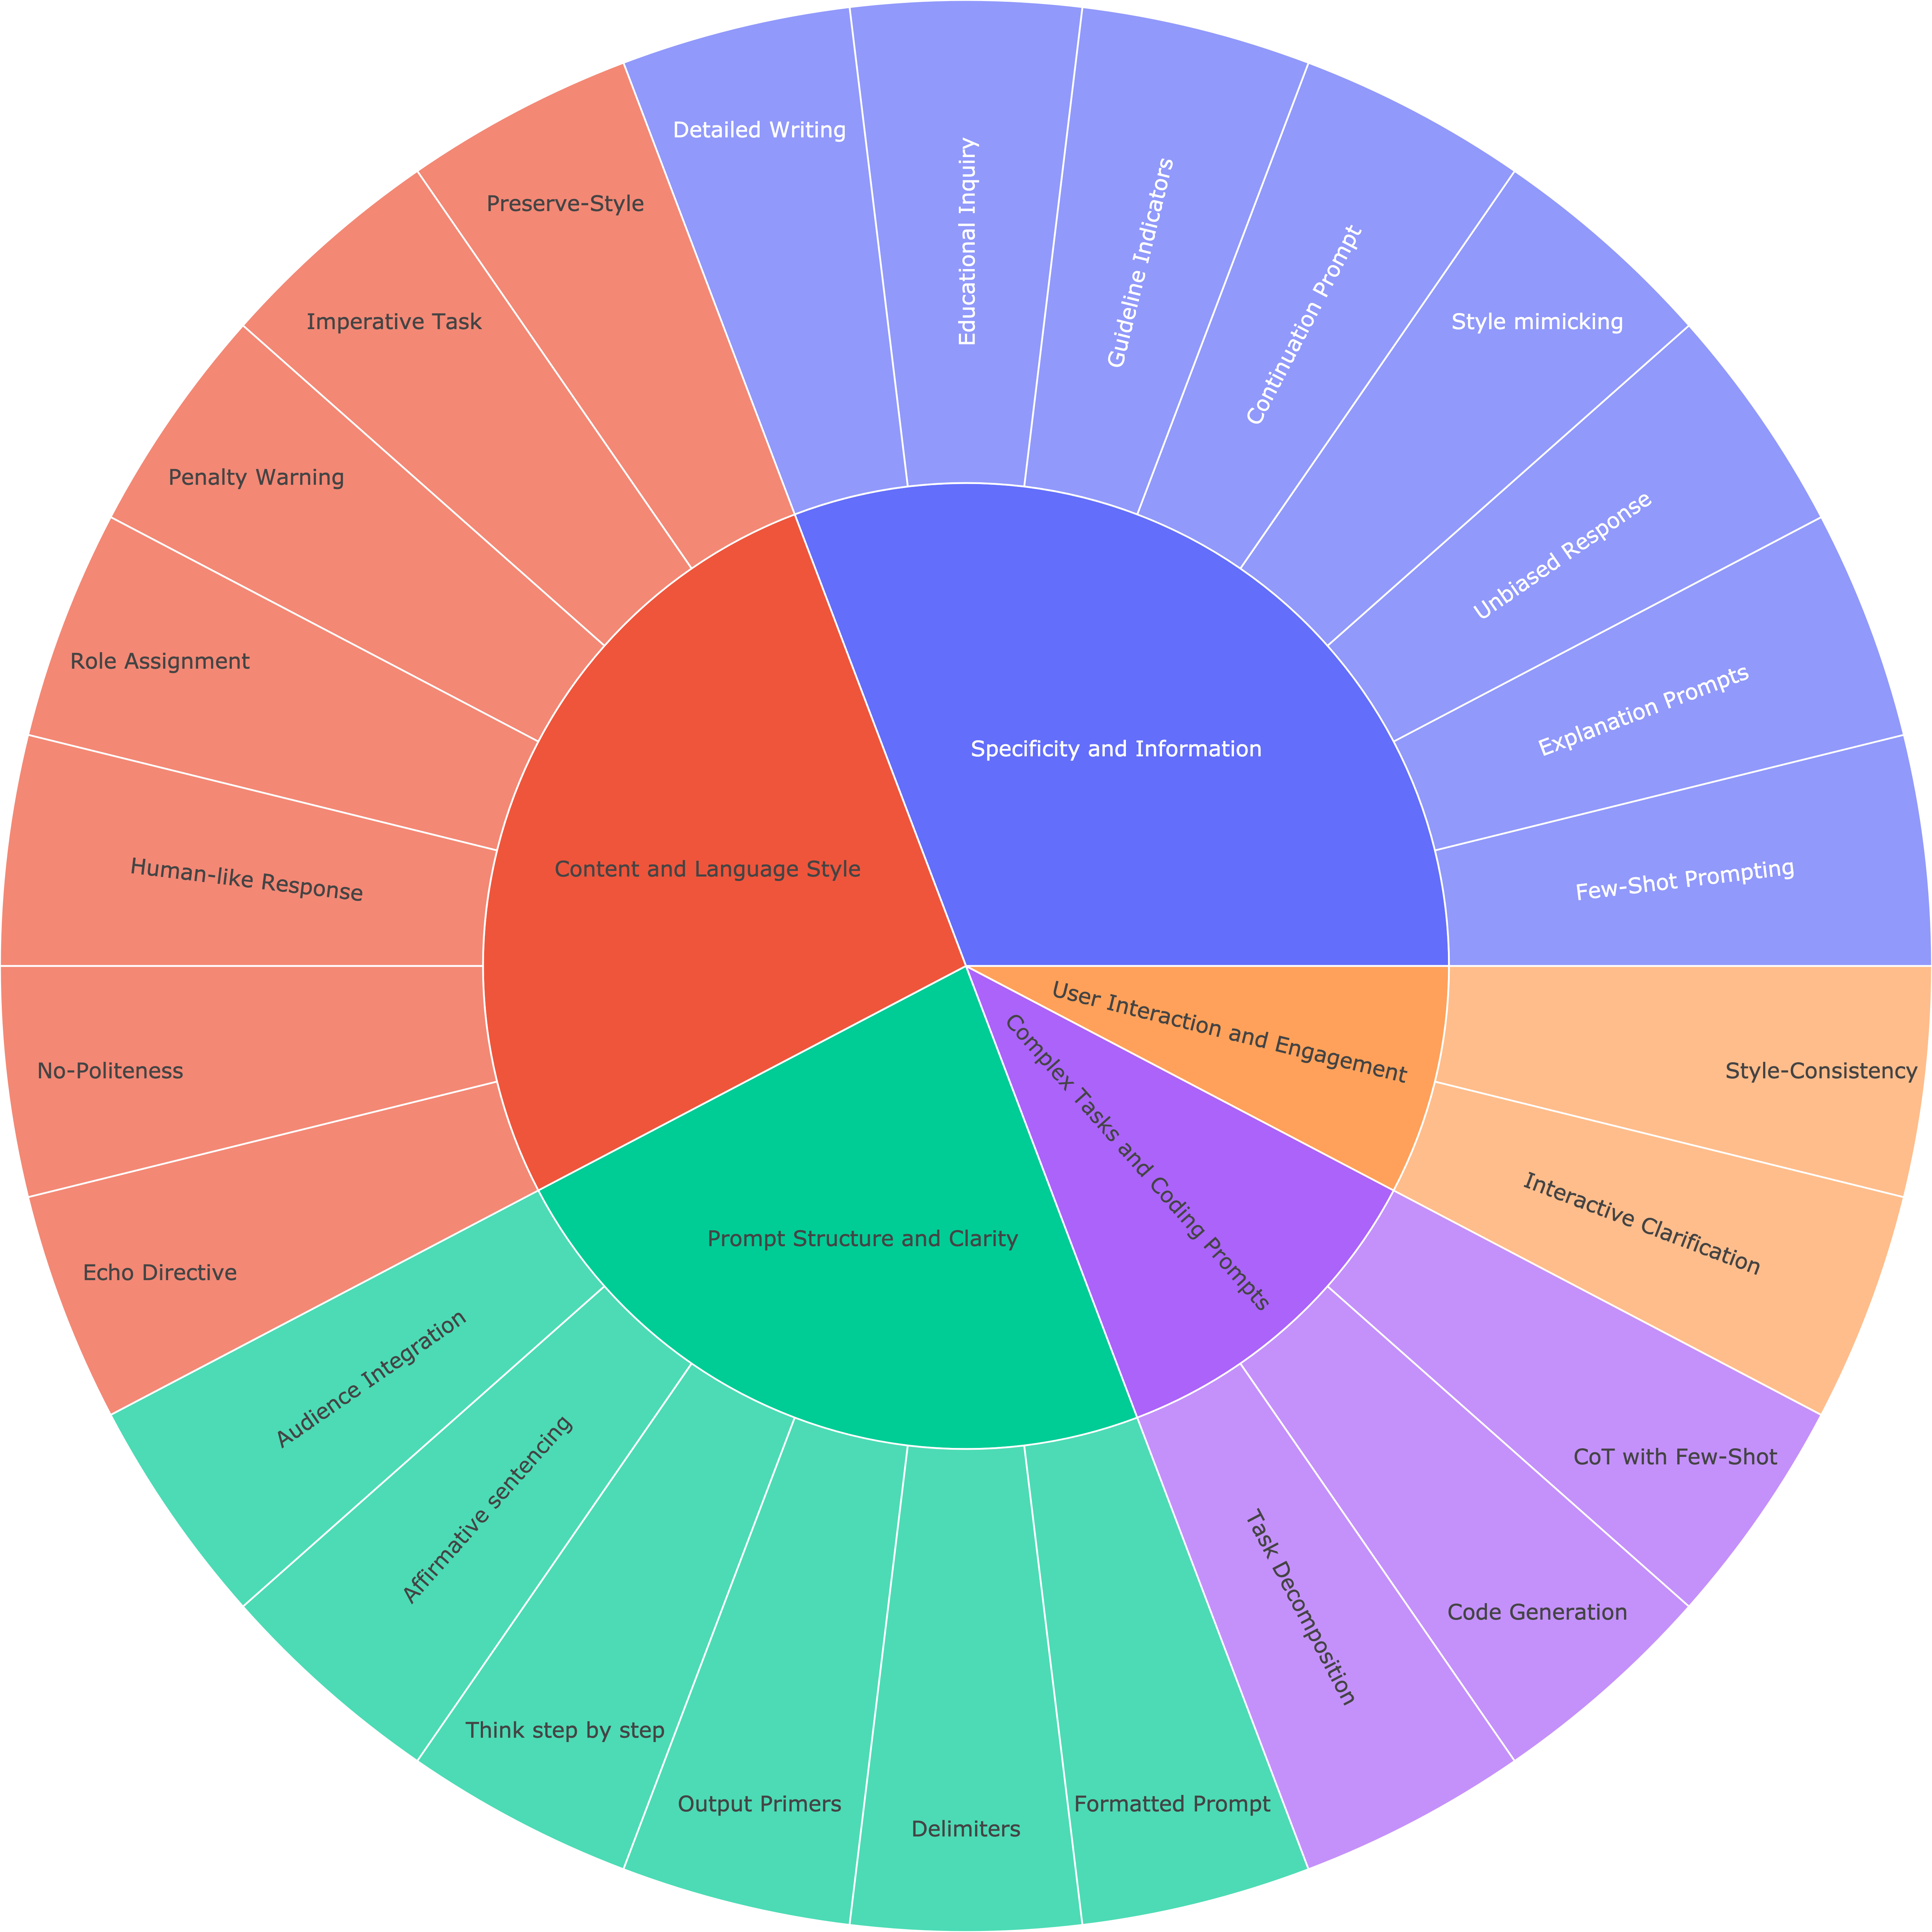 Specificity and Information
Few-Shot Prompting
Explanation Prompts
Unbiased Response
Style mimicking
Continuation Prompt
Guideline Indicators
Educational Inquiry
Detailed Writing
Content and Language Style
Preserve-Style
Imperative Task
Penalty Warning
Role Assignment
Human-like Response
No-Politeness
Echo Directive
Prompt Structure and Clarity
Audience Integration
Affirmative sentencing
Think step by step
Output Primers
Delimiters
Formatted Prompt
Complex Tasks and Coding Prompts
Task Decomposition
Code Generation
CoT with Few-Shot
User Interaction and Engagement
Interactive Clarification
Style-Consistency